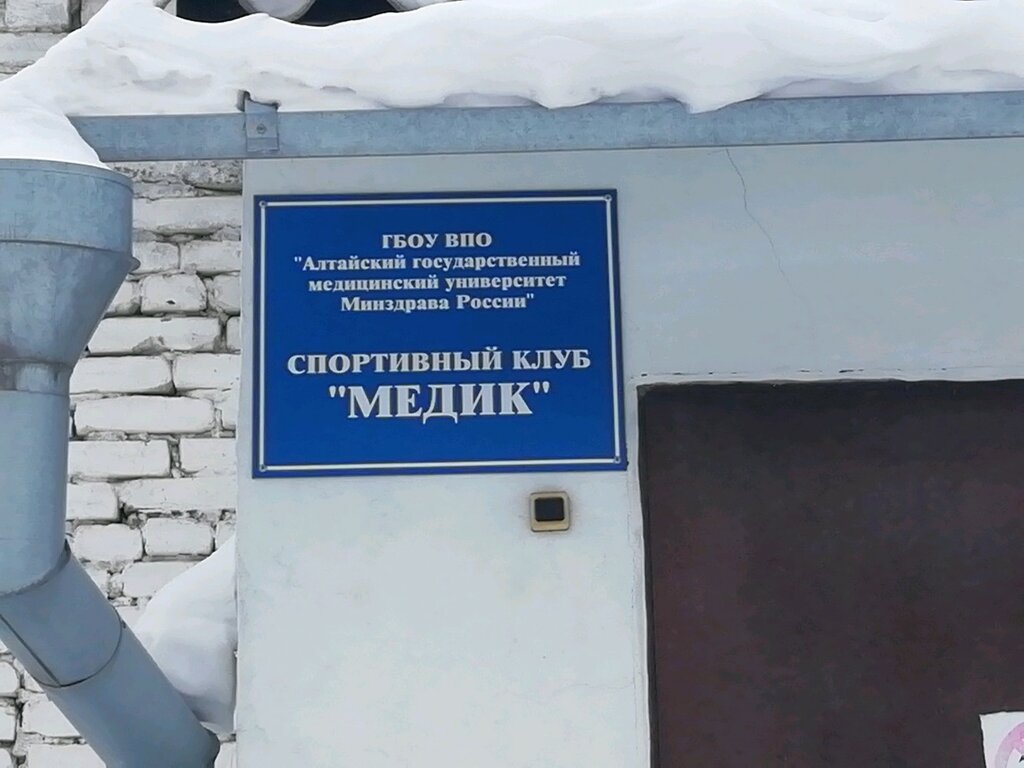 ГБОУ ВПО
"Алтайский государственный
медицинский университет
Минздрава России"
СПОРТИВНЫЙ КЛУБ
"МЕДИК"